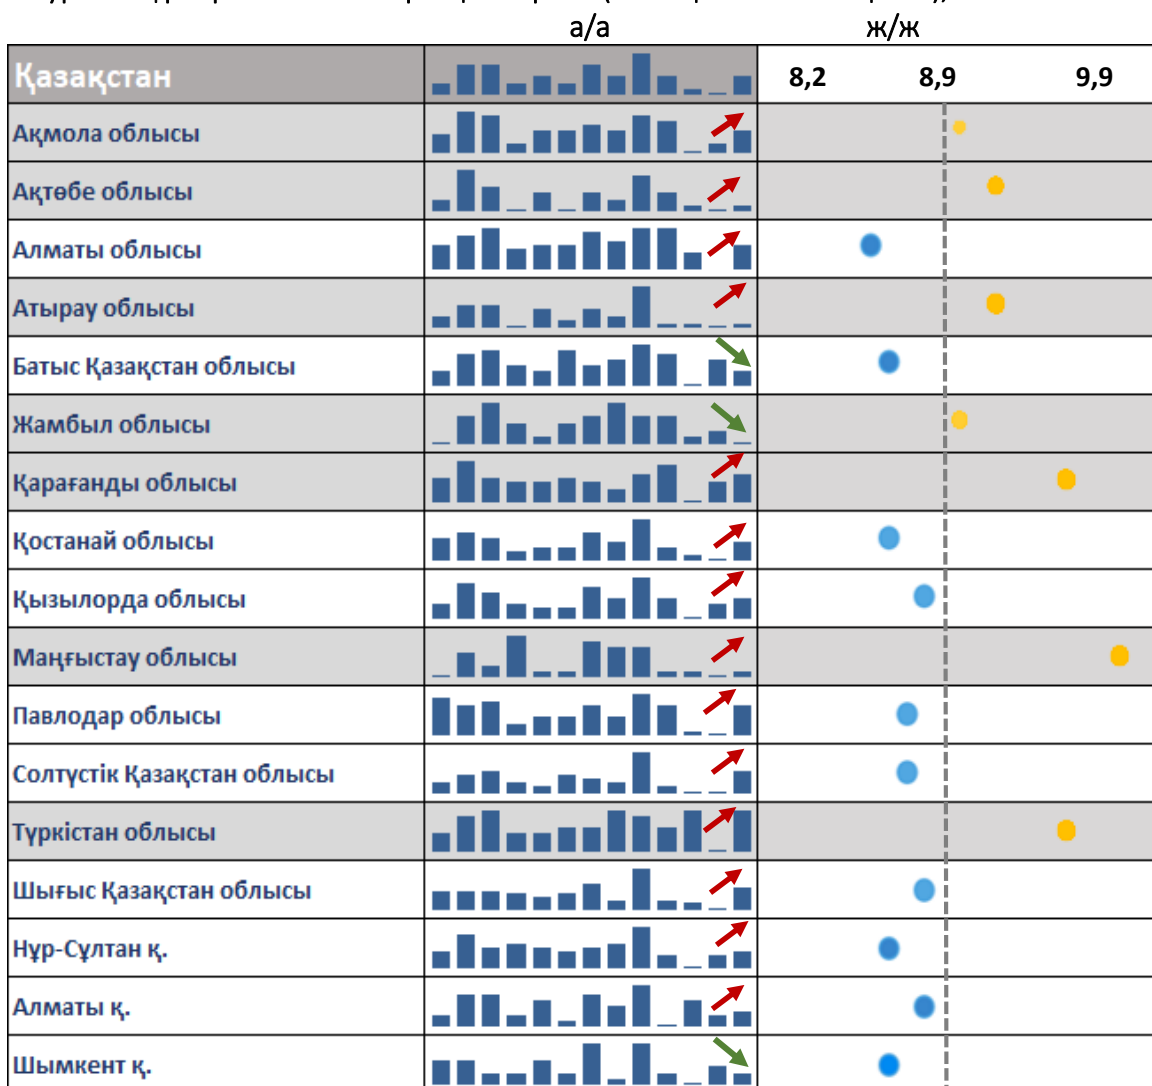 а/а ж/ж
Қазақстан 8,2 8,9 9,9
Ақмола облысы
Ақтөбе облысы
Алматы облысы
Атырау облысы
Батыс Қазақстан облысы
Жамбыл облысы
Қарағанды облысы
Қостанай облысы
Қызылорда облысы
Маңғыстау облысы
Павлодар облысы
Солтүстік Қазақстан облысы
Түркістан облысы
Шығыс Қазақстан облысы
Нұр-Сұлтан қ.
Алматы қ.
Шымкент қ.